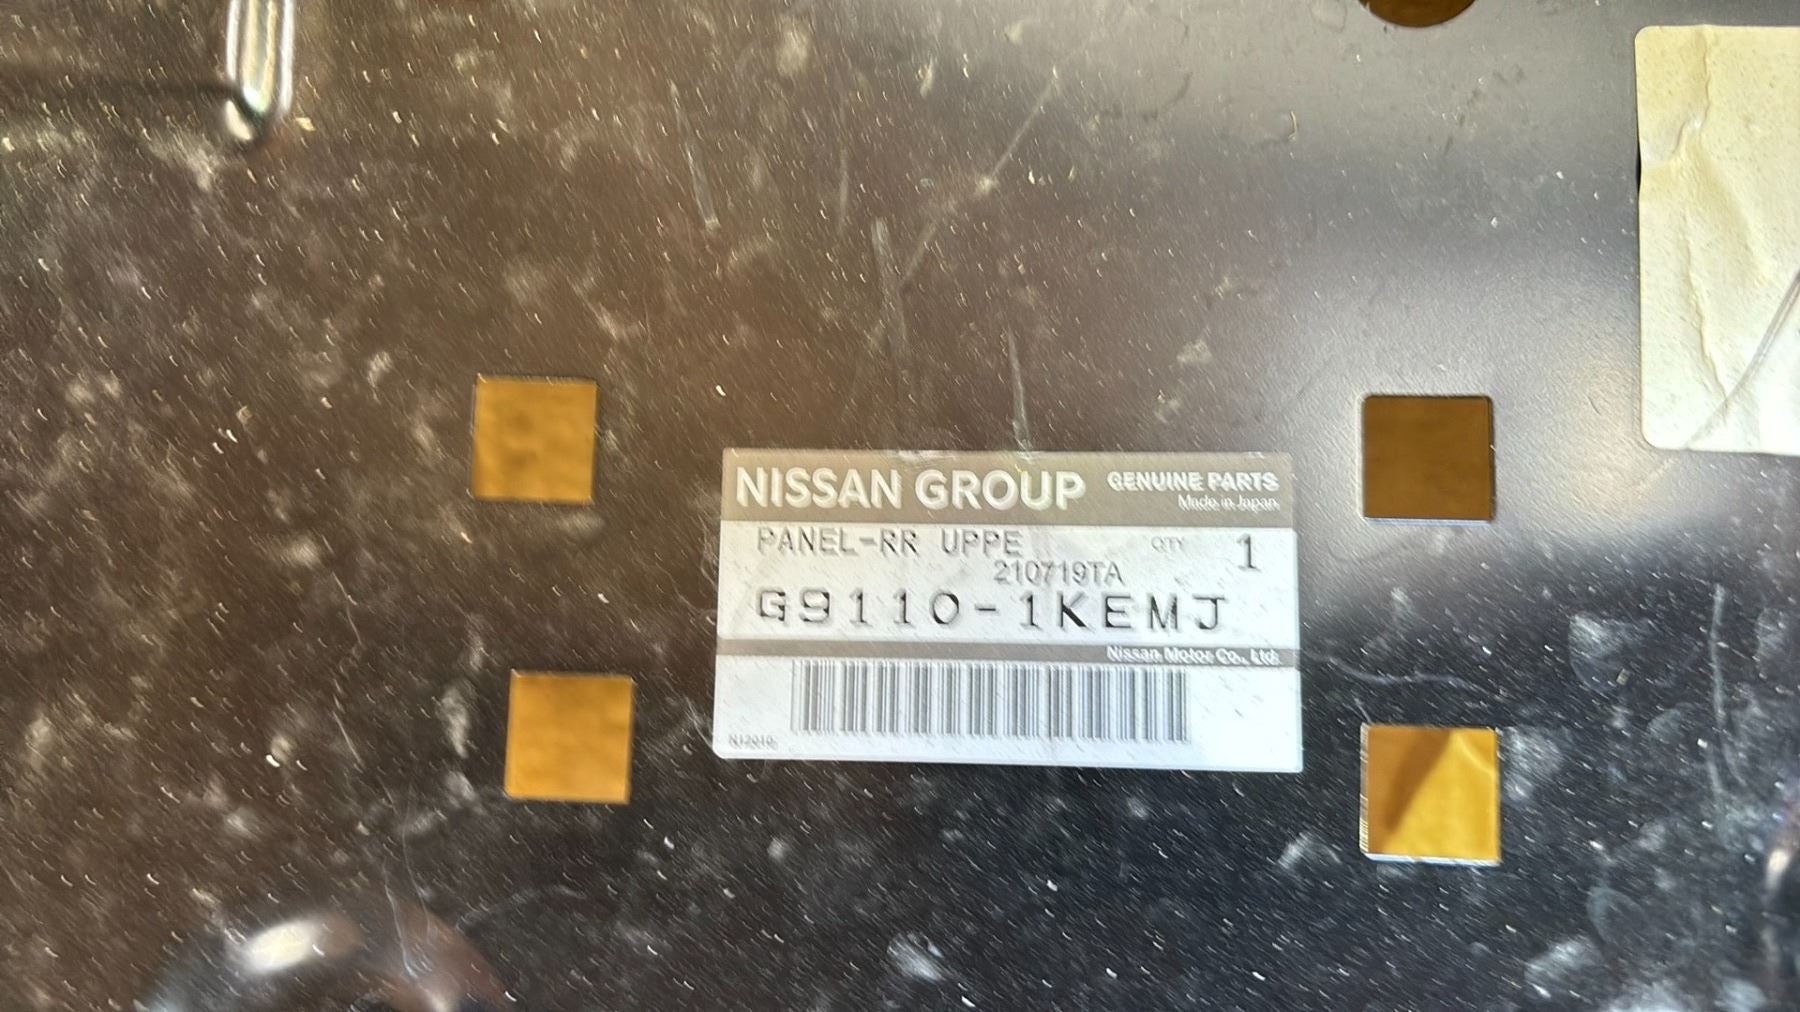 NISSAN GROUP GENUINE PARTS
Made in Japan
PANEL-RR UPPE QTY 1
210719TA
G9110-1KEMJ
Nissan Motor Co., Ltd.